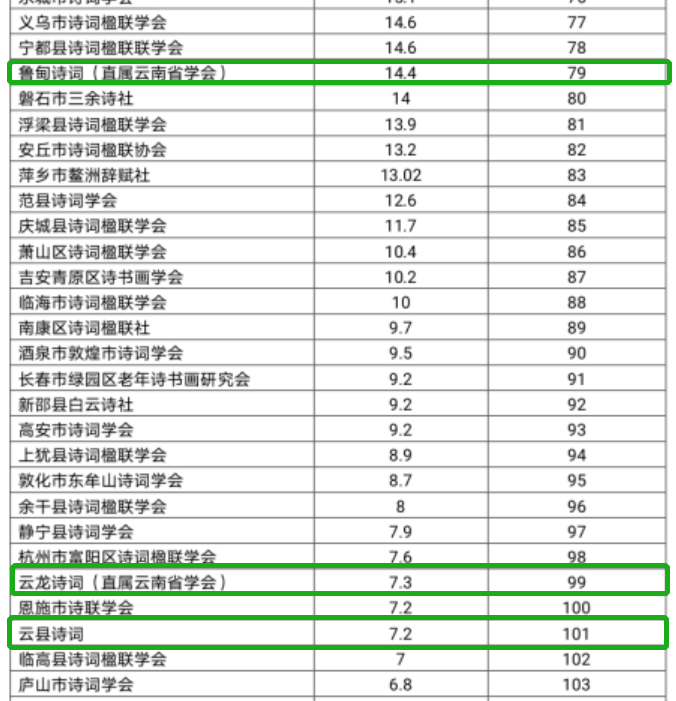 义乌市诗词楹联学会 14.6 77
宁都县诗词楹联联学会 14.6 78
鲁甸诗词（直属云南省学会） 14.4 79
磐石市三余诗社 14 80
浮梁县诗词楹联学会 13.9 81
安丘市诗词楹联协会 13.2 82
萍乡市鳌洲辞赋社 13.02 83
范县诗词学会 12.6 84
庆城县诗词楹联学会 11.7 85
萧山区诗词楹联学会 10.4 86
吉安青原区诗书画学会 10.2 87
临海市诗词楹联学会 10 88
南康区诗词楹联社 9.7 89
酒泉市敦煌市诗词学会 9.5 90
长春市绿园区老年诗书画研究会 9.2 91
新邵县白云诗社 9.2 92
高安市诗词学会 9.2 93
上犹县诗词楹联学会 8.9 94
敦化市东牟山诗词学会 8.7 95
余干县诗词楹联学会 8 96
静宁县诗词学会 7.9 97
杭州市富阳区诗词楹联学会 7.6 98
云龙诗词（直属云南省学会） 7.3 99
恩施市诗联学会 7.2 100
云县诗词 7.2 101
临高县诗词楹联学会 7 102
庐山市诗词学会 6.8 103